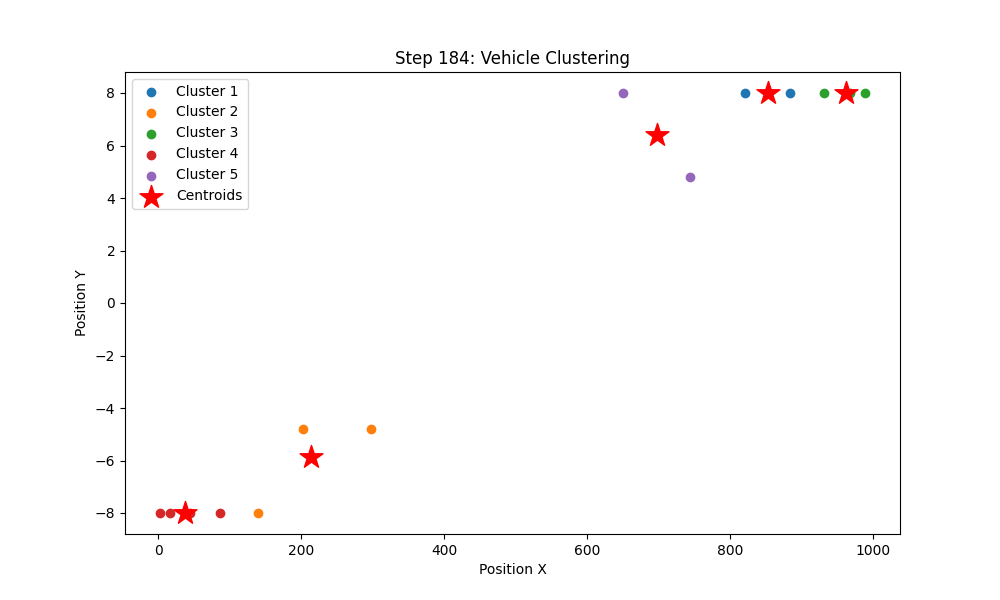 Step 184: Vehicle Clustering
Cluster 1
Cluster 2
Cluster 3
Cluster 4
Cluster 5
Centroids
8
6
4
2
0
−2
−4
−6
−8
Position Y
0 200 400 600 800 1000
Position X